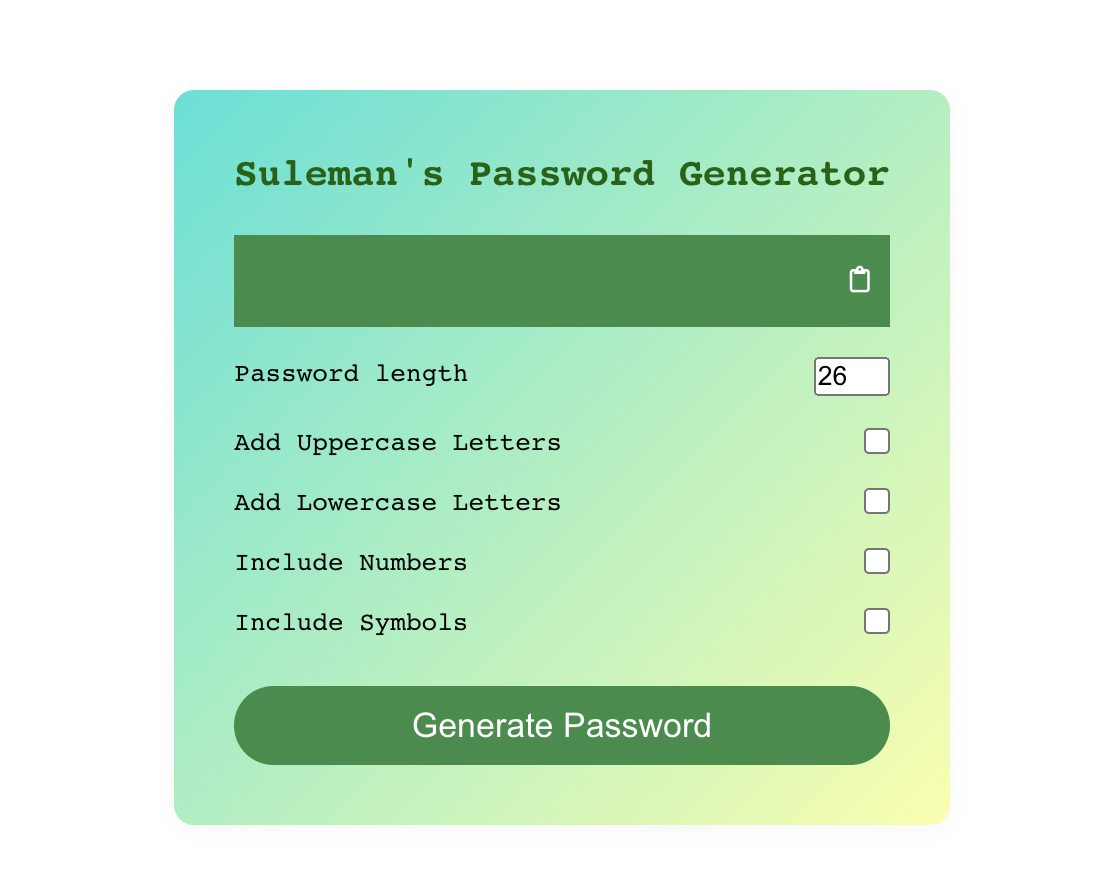 Suleman's Password Generator
Password length
26
Add Uppercase Letters
Add Lowercase Letters
Include Numbers
Include Symbols
Generate Password